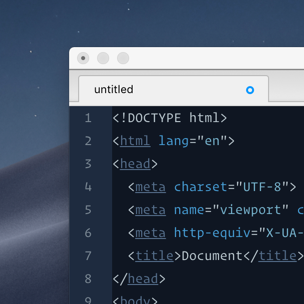 untitled
1 <!DOCTYPE html>
2 <html lang="en">
3 <head>
4 <meta charset="UTF-8">
5 <meta name="viewport" c
6 <meta http-equiv="X-UA-
7 <title>Document</title>
8 </head>
9 <body>